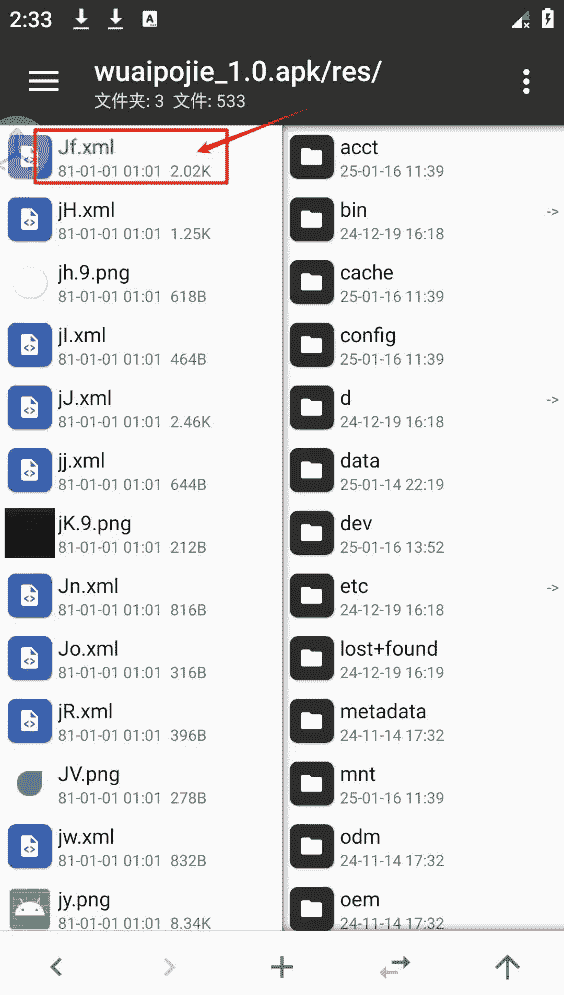 2:33
A
wuaipojie_1.0.apk/res/
文件夹: 3 文件: 533
Jf.xml
81-01-01 01:01 2.02K
jH.xml
81-01-01 01:01 1.25K
jh.9.png
81-01-01 01:01 618B
jI.xml
81-01-01 01:01 464B
jJ.xml
81-01-01 01:01 2.46K
jj.xml
81-01-01 01:01 644B
jK.9.png
81-01-01 01:01 212B
Jn.xml
81-01-01 01:01 816B
Jo.xml
81-01-01 01:01 316B
jR.xml
81-01-01 01:01 396B
JV.png
81-01-01 01:01 278B
jw.xml
81-01-01 01:01 832B
jy.png
81-01-01 01:01 8.34K
acct
25-01-16 11:39
bin
24-12-19 16:18
->
cache
25-01-16 11:39
config
25-01-16 11:39
d
24-12-19 16:18
->
data
25-01-14 22:19
dev
25-01-16 13:52
etc
24-12-19 16:18
->
lost+found
24-12-19 16:19
metadata
24-11-14 17:32
mnt
25-01-16 11:39
odm
24-11-14 17:32
oem
24-11-14 17:32